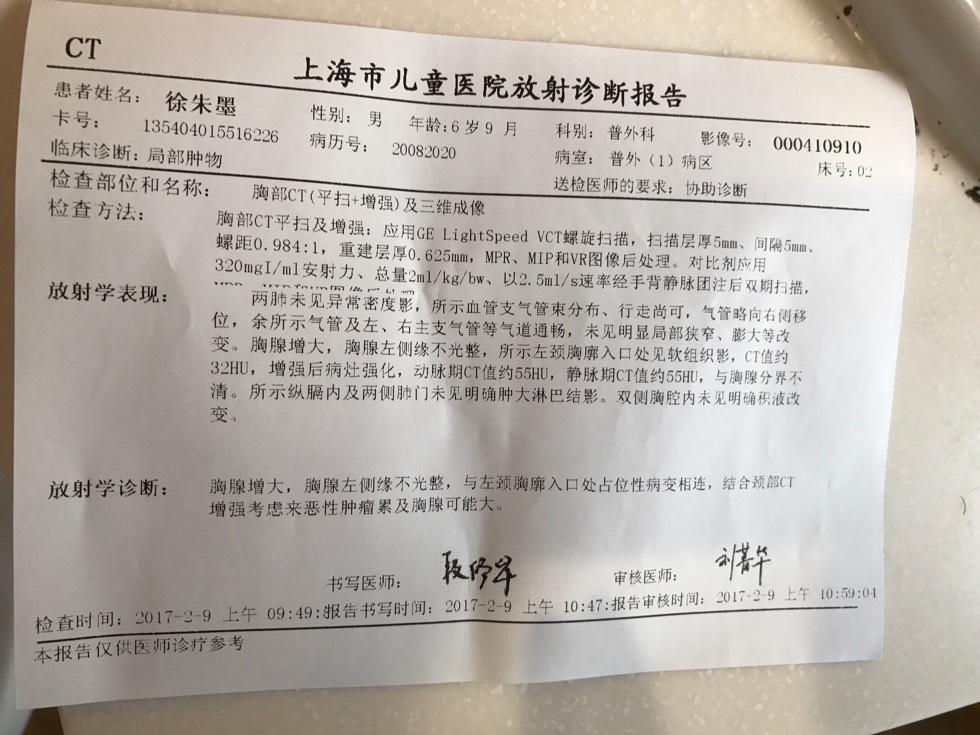 CT
上海市儿童医院放射诊断报告
患者姓名： 徐朱墨 性别：男 年龄：6岁9月 科别：普外科 影像号：000410910
卡号：135404015516226 病历号：20082020 病室：普外（1）病区 床号：02
临床诊断：局部肿物 送检医师的要求：协助诊断
检查部位和名称： 胸部CT(平扫+增强)及三维成像
检查方法： 胸部CT平扫及增强：应用GE LightSpeed VCT螺旋扫描，扫描层厚5mm、间隔5mm、
螺距0.984:1，重建层厚0.625mm，MPR、MIP和VR图像后处理。对比剂应用
320mgI/ml安射力、总量2ml/kg/bw、以2.5ml/s速率经手背静脉团注后双期扫描，
放射学表现： 两肺未见异常密度影，所示血管支气管束分布、行走尚可，气管略向右侧移
位，余所示气管及左、右主支气管等气道通畅，未见明显局部狭窄、膨大等改
变。胸腺增大，胸腺左侧缘不光整，所示左颈胸廓入口处见软组织影，CT值约
32HU，增强后病灶强化，动脉期CT值约55HU，静脉期CT值约55HU，与胸腺分界不
清。所示纵隔内及两侧肺门未见明确肿大淋巴结影。双侧胸腔内未见明确积液改
变。
放射学诊断： 胸腺增大，胸腺左侧缘不光整，与左颈胸廓入口处占位性病变相连，结合颈部CT
增强考虑来恶性肿瘤累及胸腺可能大。
书写医师： 审核医师： 刘菁华
检查时间：2017-2-9 上午 09:49:报告书写时间：2017-2-9 上午 10:47:报告审核时间：2017-2-9 上午 10:59:04
本报告仅供医师诊疗参考